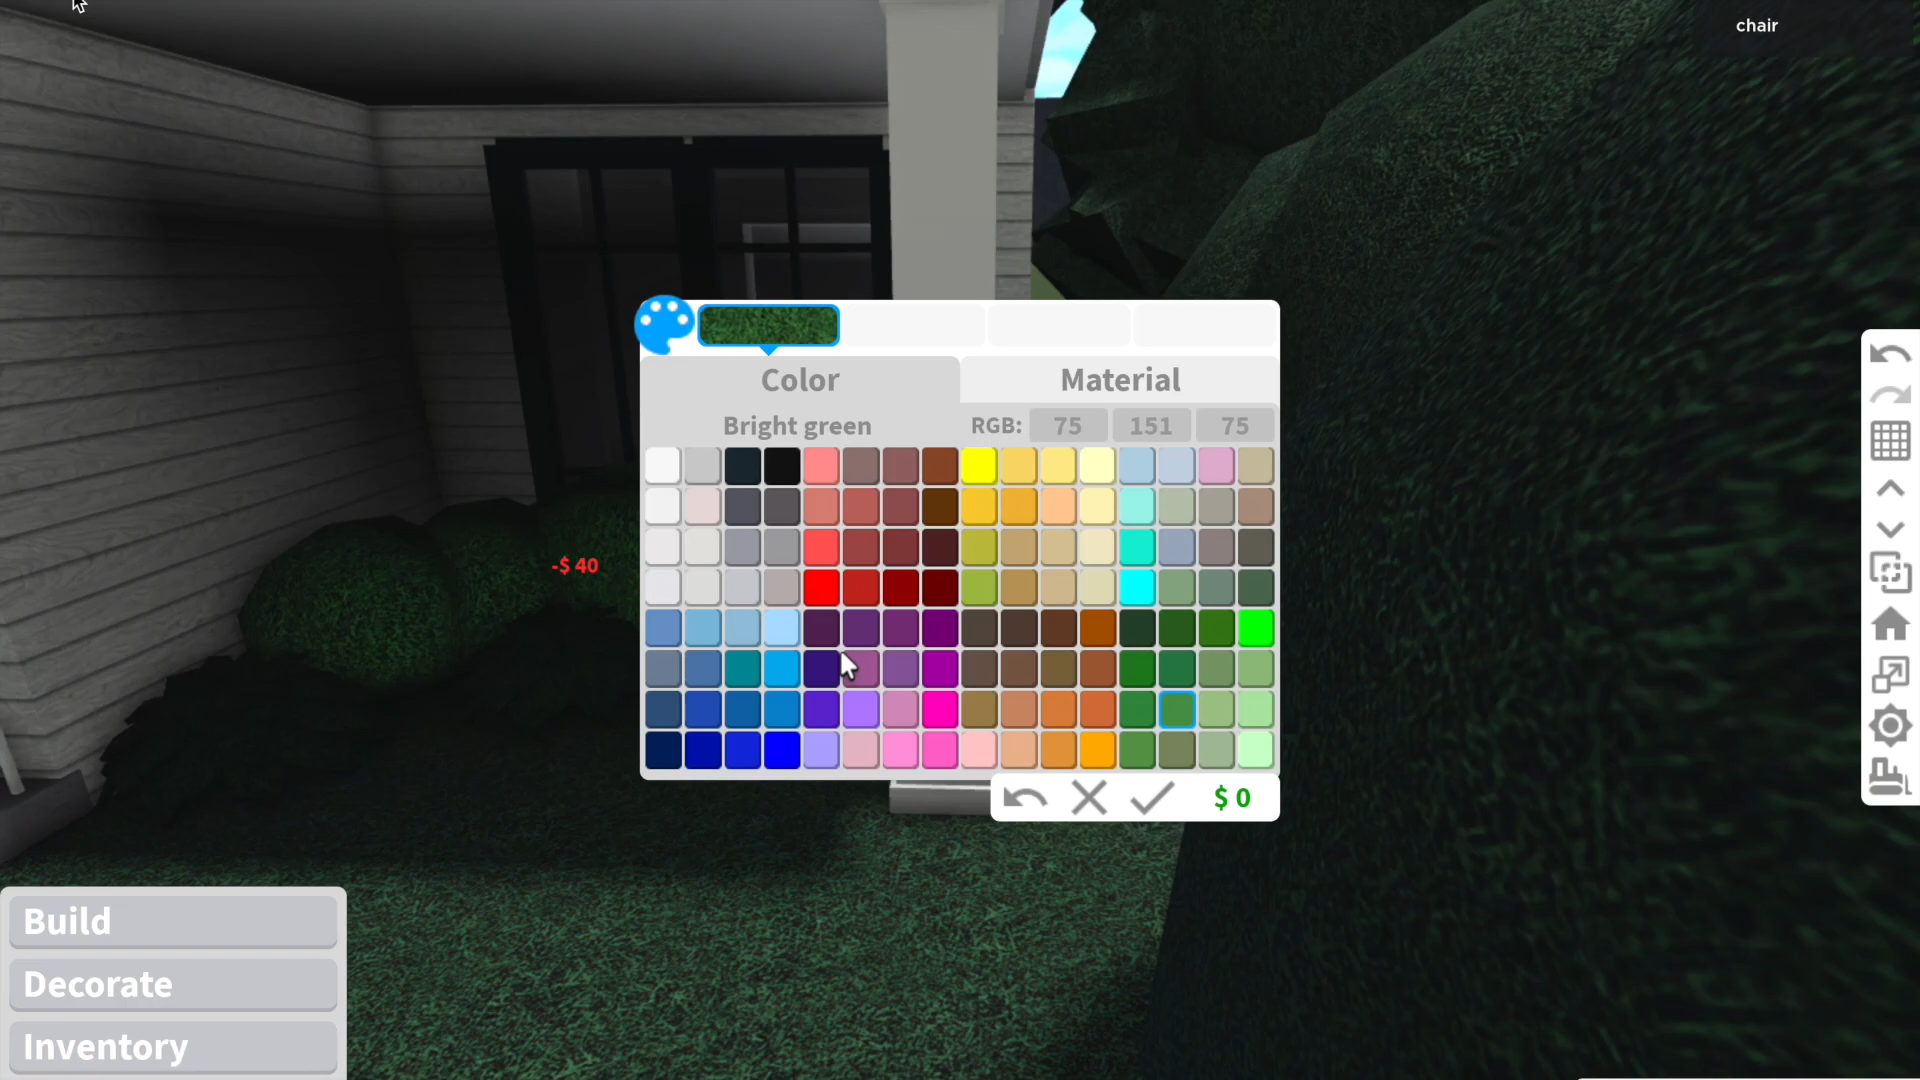 chair
Color
Material
Bright green
RGB: 75 151 75
-$ 40
$ 0
Build
Decorate
Inventory